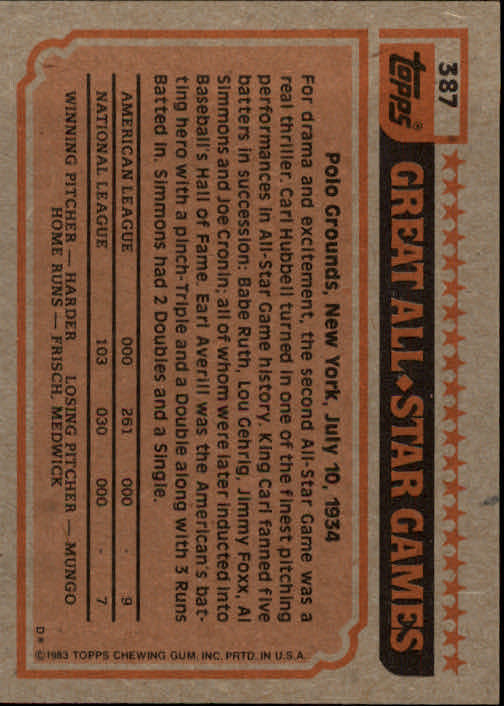 387
topps®
GREAT ALL★STAR GAMES
Polo Grounds, New York, July 10, 1934
For drama and excitement, the second All-Star Game was a
real thriller. Carl Hubbell turned in one of the finest pitching
performances in All-Star Game history. King Carl fanned five
batters in succession: Babe Ruth, Lou Gehrig, Jimmy Foxx, Al
Simmons and Joe Cronin; all of whom were later inducted into
Baseball's Hall of Fame. Earl Averill was the American's bat-
ting hero with a pinch-Triple and a Double along with 3 Runs
Batted In. Simmons had 2 Doubles and a Single.
AMERICAN LEAGUE 000 261 000 - 9
NATIONAL LEAGUE 103 030 000 - 7
WINNING PITCHER — HARDER LOSING PITCHER — MUNGO
HOME RUNS — FRISCH, MEDWICK
D*
©1983 TOPPS CHEWING GUM, INC. PRTD. IN U.S.A.